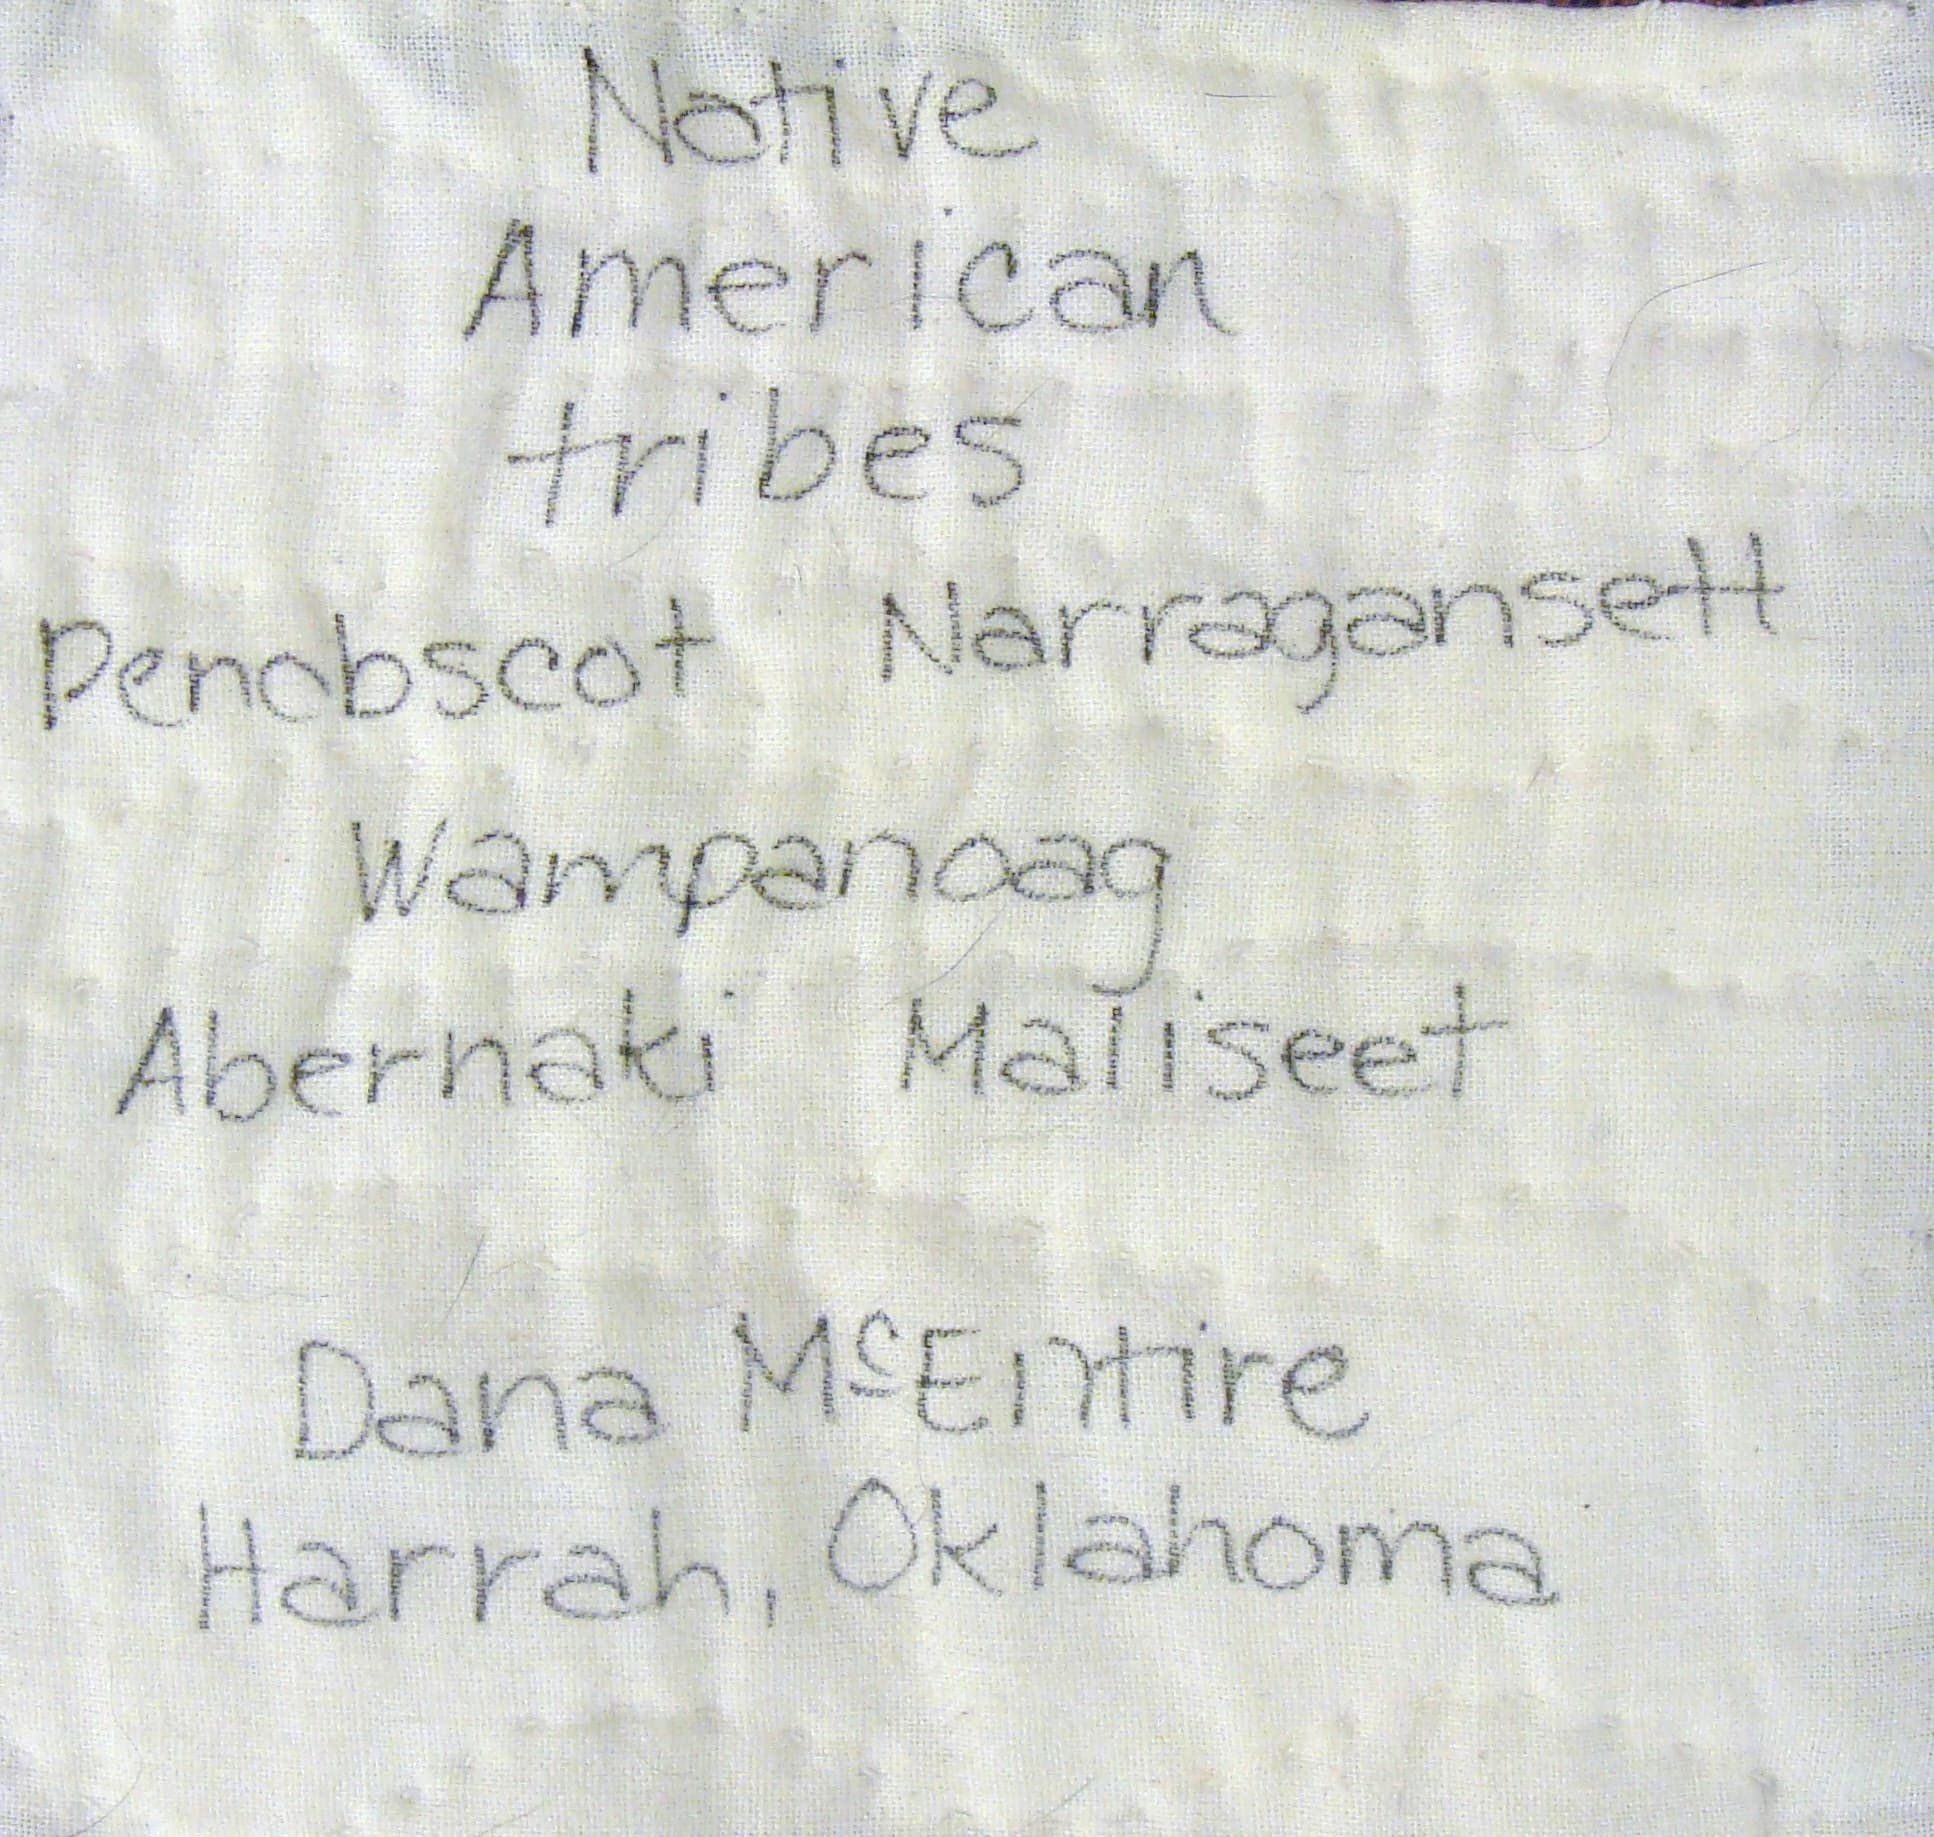 Native
American
tribes
Penobscot Narragansett
Wampanoag
Abernaki Maliseet
Dana McEntire
Harrah, Oklahoma